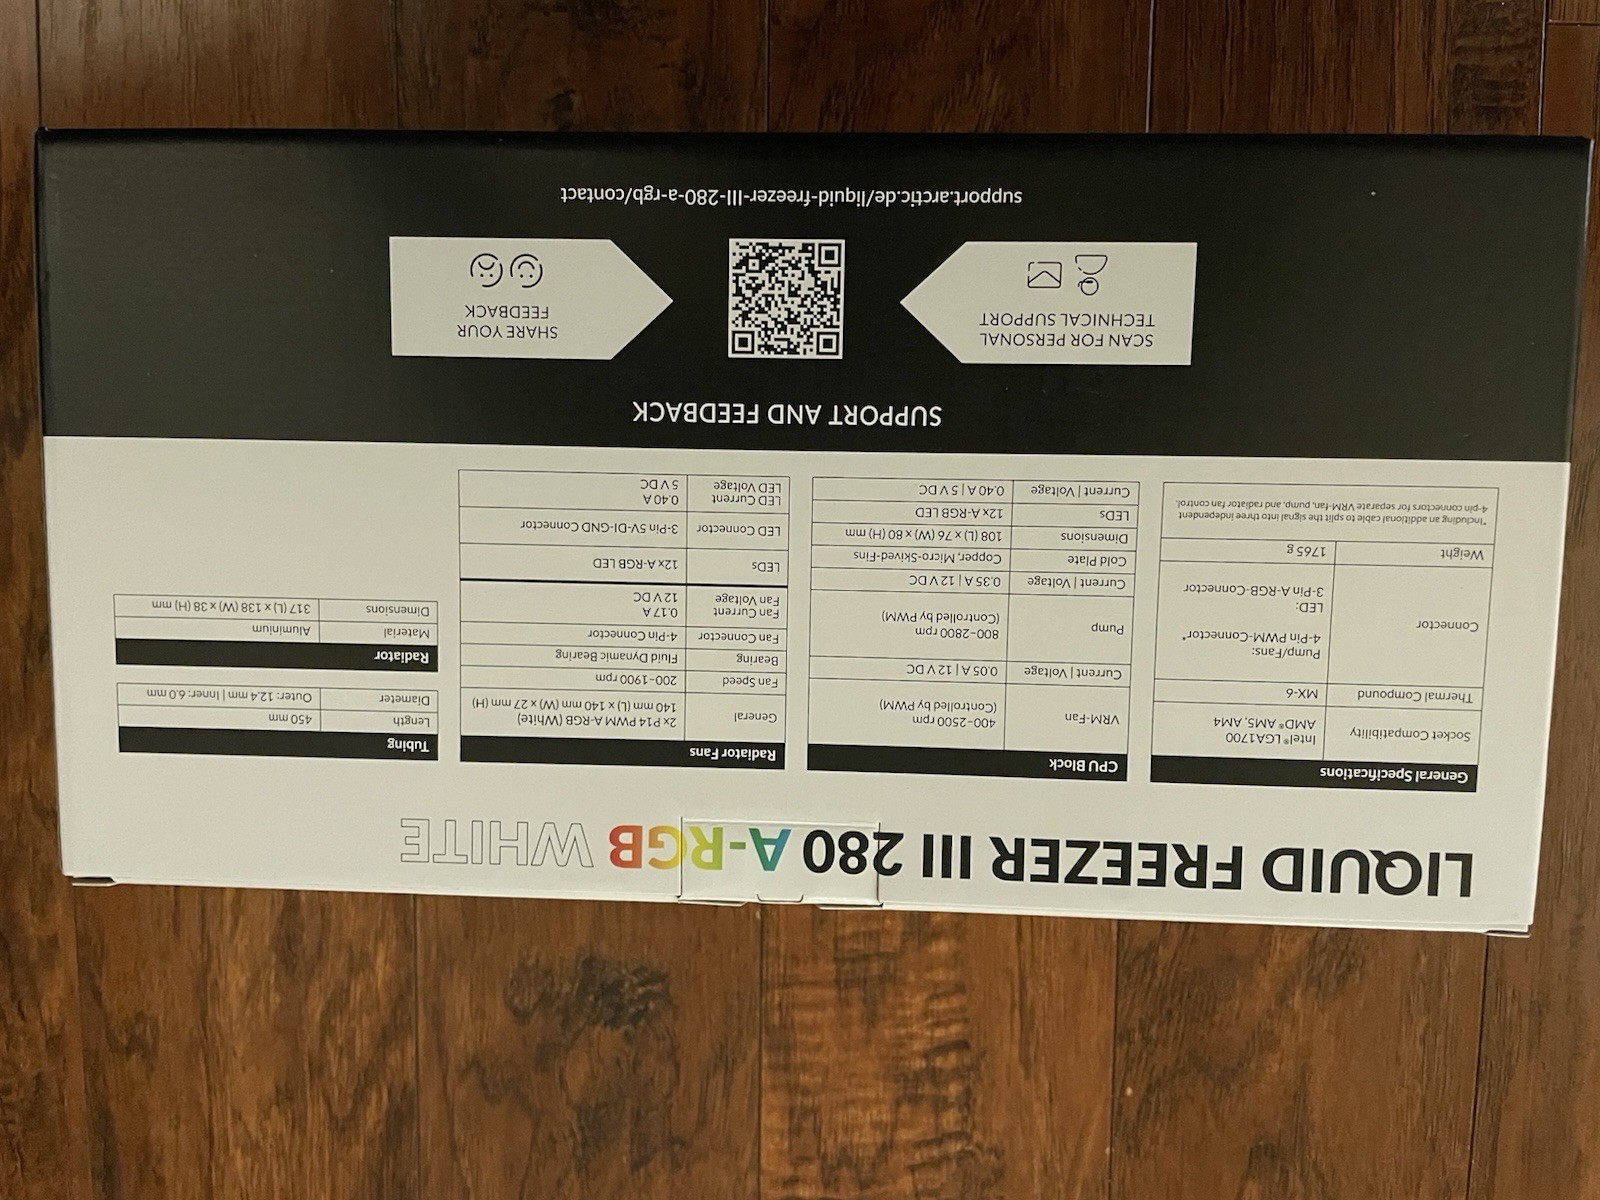 LIQUID FREEZER III 280 A-RGB WHITE
General Specifications
Socket Compatibility
Intel® LGA1700
AMD® AM5, AM4
Thermal Compound
MX-6
Connector
Pump/Fans:
4-Pin PWM-Connector*
LED:
3-Pin A-RGB-Connector
Weight
1765 g
*Including an additional cable to split the signal into three independent
4-pin connectors for separate VRM-fan, pump, and radiator fan control.
CPU Block
VRM-Fan
400–2500 rpm
(Controlled by PWM)
Current | Voltage
0.05 A | 12 V DC
Pump
800–2800 rpm
(Controlled by PWM)
Current | Voltage
0.35 A | 12 V DC
Cold Plate
Copper, Micro-Skived-Fins
Dimensions
108 (L) x 76 (W) x 80 (H) mm
LEDs
12x A-RGB LED
Current | Voltage
0.40 A | 5 V DC
Radiator Fans
General
2x P14 PWM A-RGB (White)
140 mm (L) x 140 mm (W) x 27 mm (H)
Fan Speed
200–1900 rpm
Bearing
Fluid Dynamic Bearing
Fan Connector
4-Pin Connector
Fan Current
0.17 A
Fan Voltage
12 V DC
LEDs
12x A-RGB LED
LED Connector
3-Pin 5V-DI-GND Connector
LED Current
0.40 A
LED Voltage
5 V DC
Tubing
Length
450 mm
Diameter
Outer: 12.4 mm | Inner: 6.0 mm
Radiator
Material
Aluminium
Dimensions
317 (L) x 138 (W) x 38 (H) mm
SUPPORT AND FEEDBACK
SCAN FOR PERSONAL
TECHNICAL SUPPORT
SHARE YOUR
FEEDBACK
support.arctic.de/liquid-freezer-III-280-a-rgb/contact